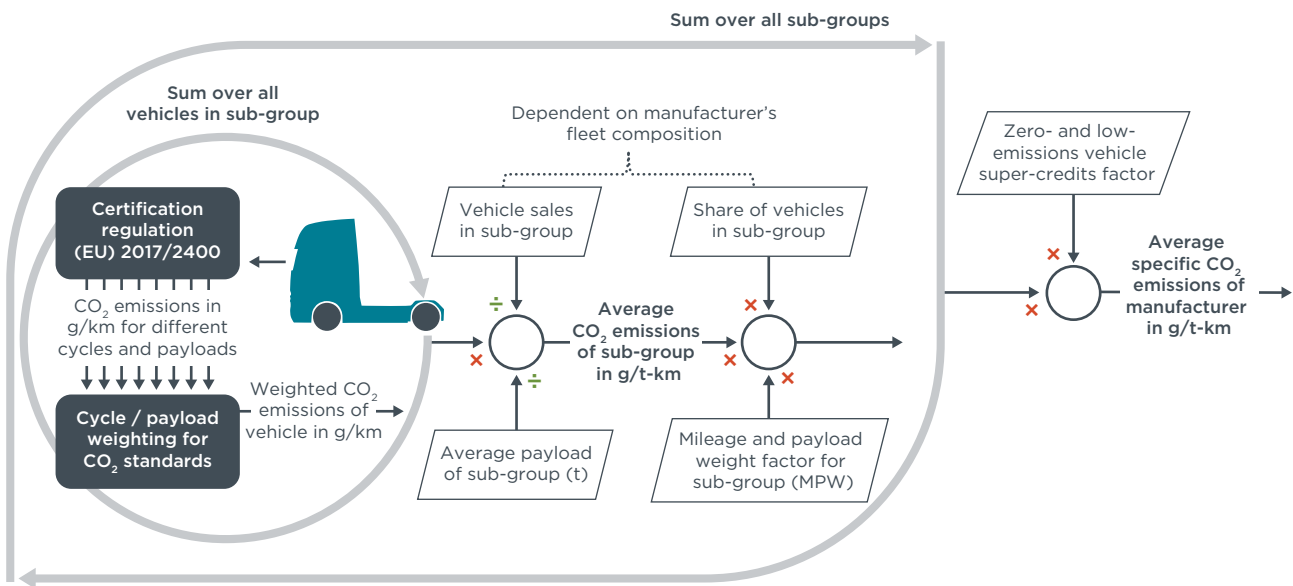 Sum over all sub-groups
Sum over all
vehicles in sub-group
Dependent on manufacturer's
fleet composition
Zero- and low-
emissions vehicle
super-credits factor
Certification
regulation
(EU) 2017/2400
Vehicle sales
in sub-group
Share of vehicles
in sub-group
CO₂ emissions in
g/km for different
cycles and payloads
÷
×
Average
CO₂ emissions
of sub-group
in g/t-km
×
÷
×
×
×
×
Average
specific CO₂
emissions of
manufacturer
in g/t-km
Weighted CO₂
emissions of
vehicle in g/km
Cycle / payload
weighting for
CO₂ standards
Average payload
of sub-group (t)
Mileage and payload
weight factor for
sub-group (MPW)